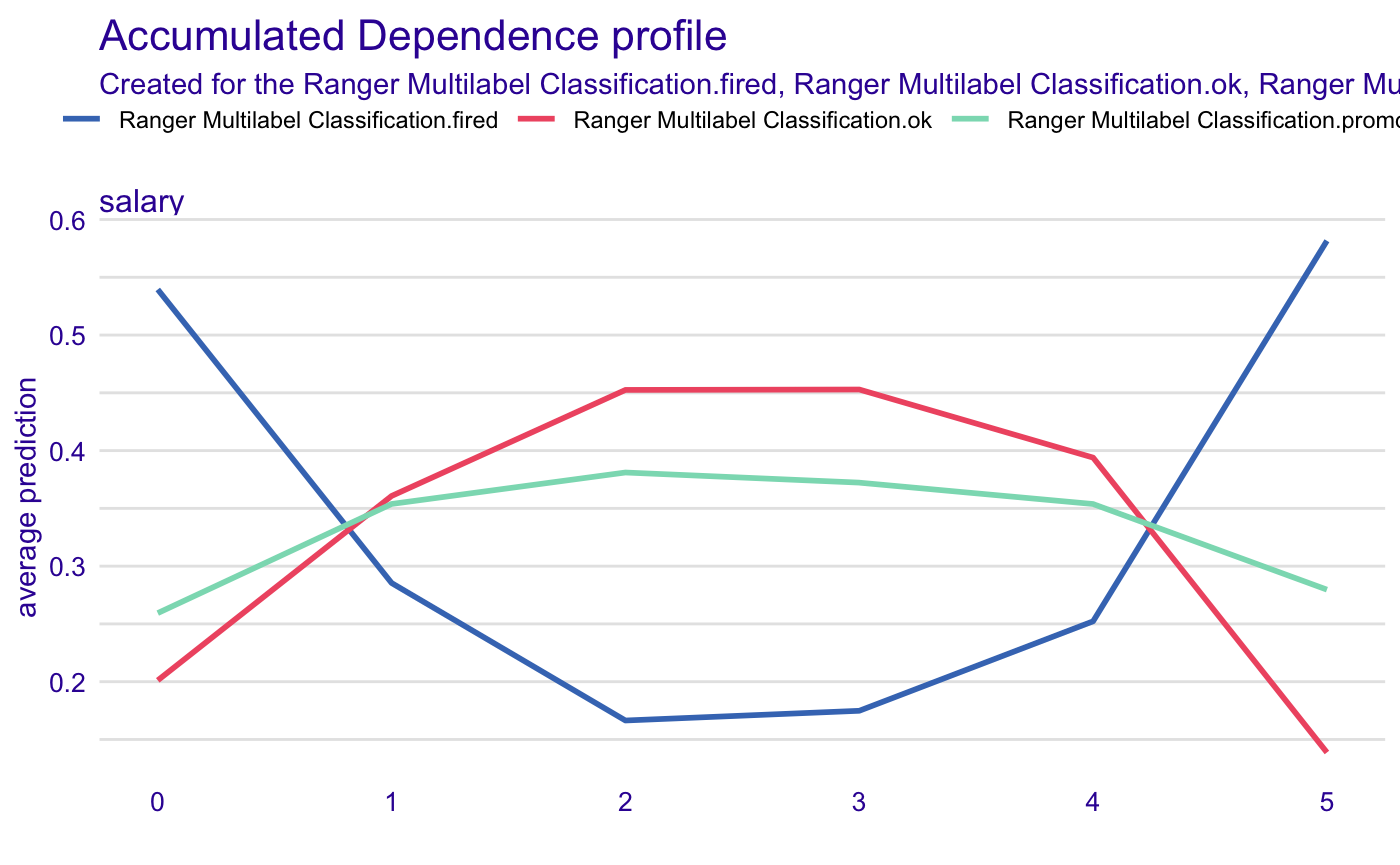 Accumulated Dependence profile
Created for the Ranger Multilabel Classification.fired, Ranger Multilabel Classification.ok, Ranger Mu
Ranger Multilabel Classification.fired Ranger Multilabel Classification.ok Ranger Multilabel Classification.promo
salary
0.6
0.5
0.4
0.3
0.2
average prediction
0 1 2 3 4 5